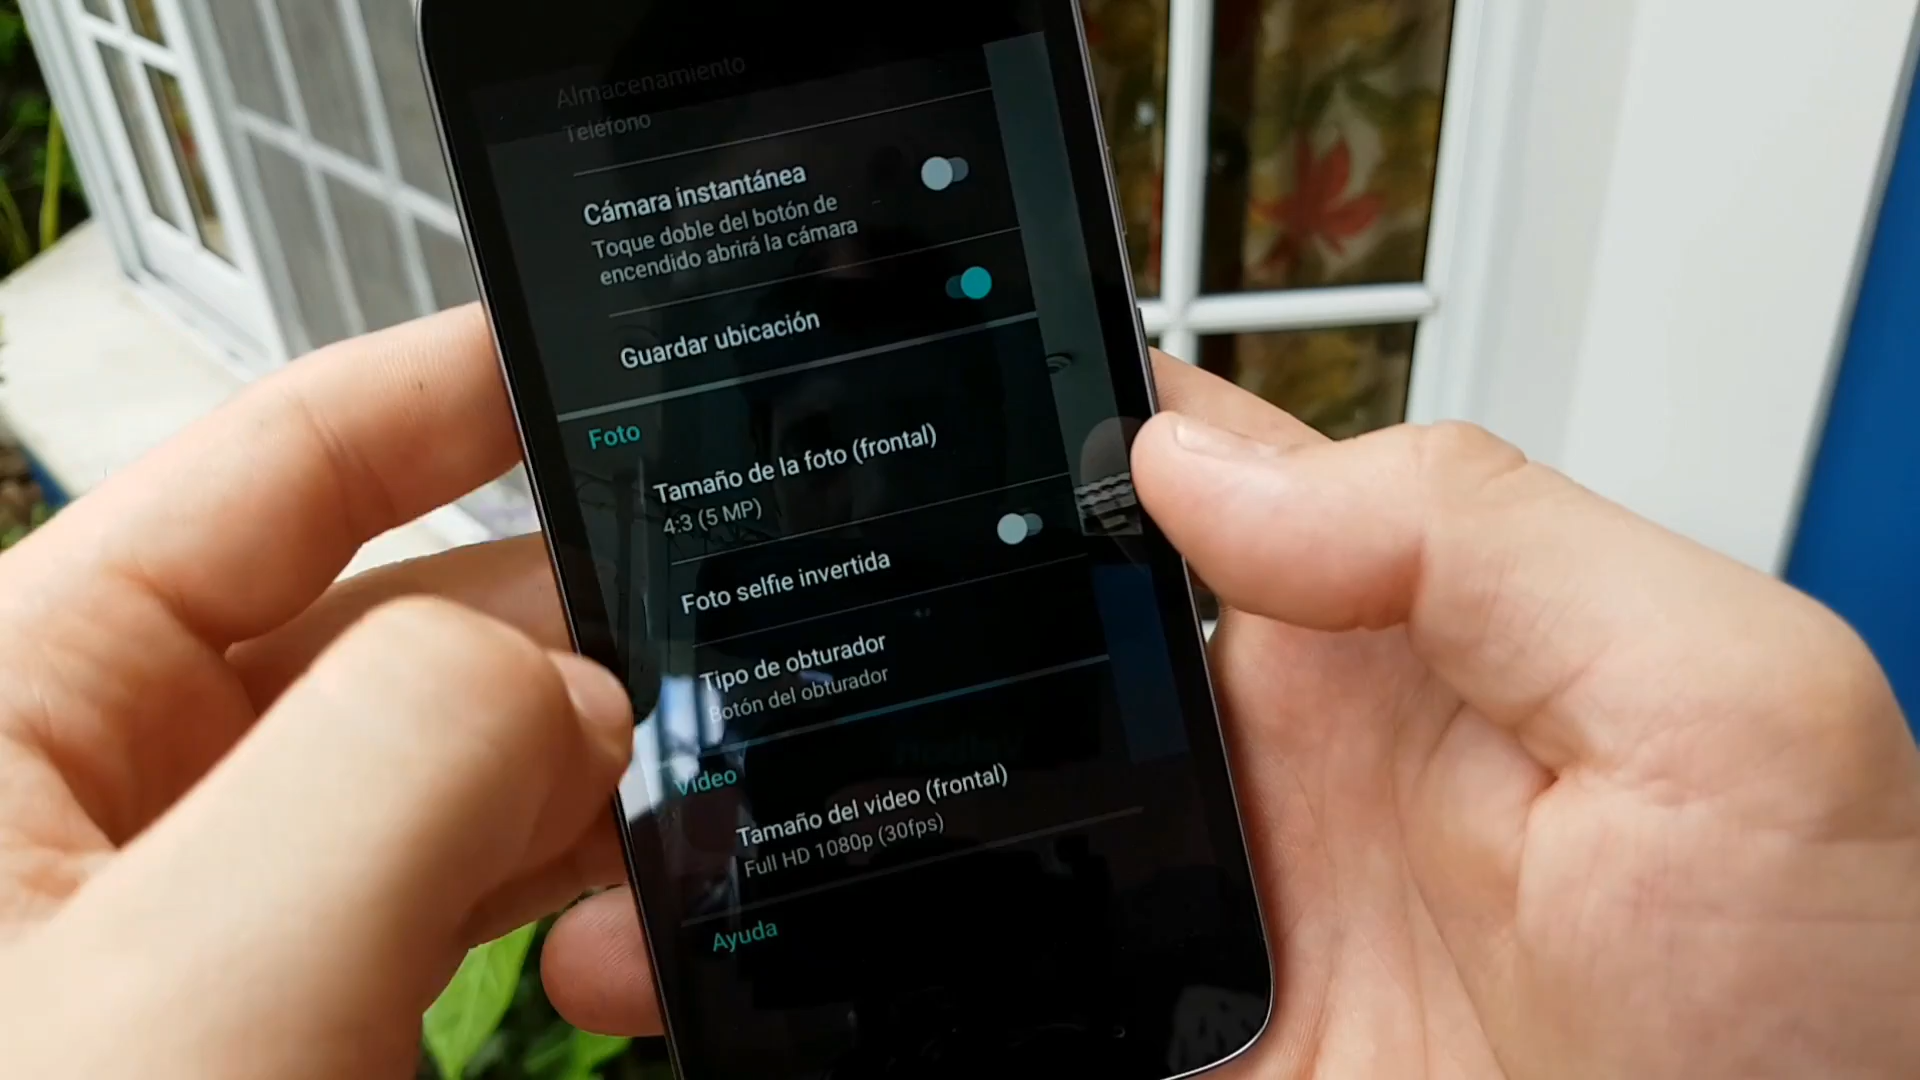 Almacenamiento
Teléfono
Cámara instantánea
Toque doble del botón de
encendido abrirá la cámara
Guardar ubicación
Foto
Tamaño de la foto (frontal)
4:3 (5 MP)
Foto selfie invertida
Tipo de obturador
Botón del obturador
Video
Tamaño del video (frontal)
Full HD 1080p (30fps)
Ayuda